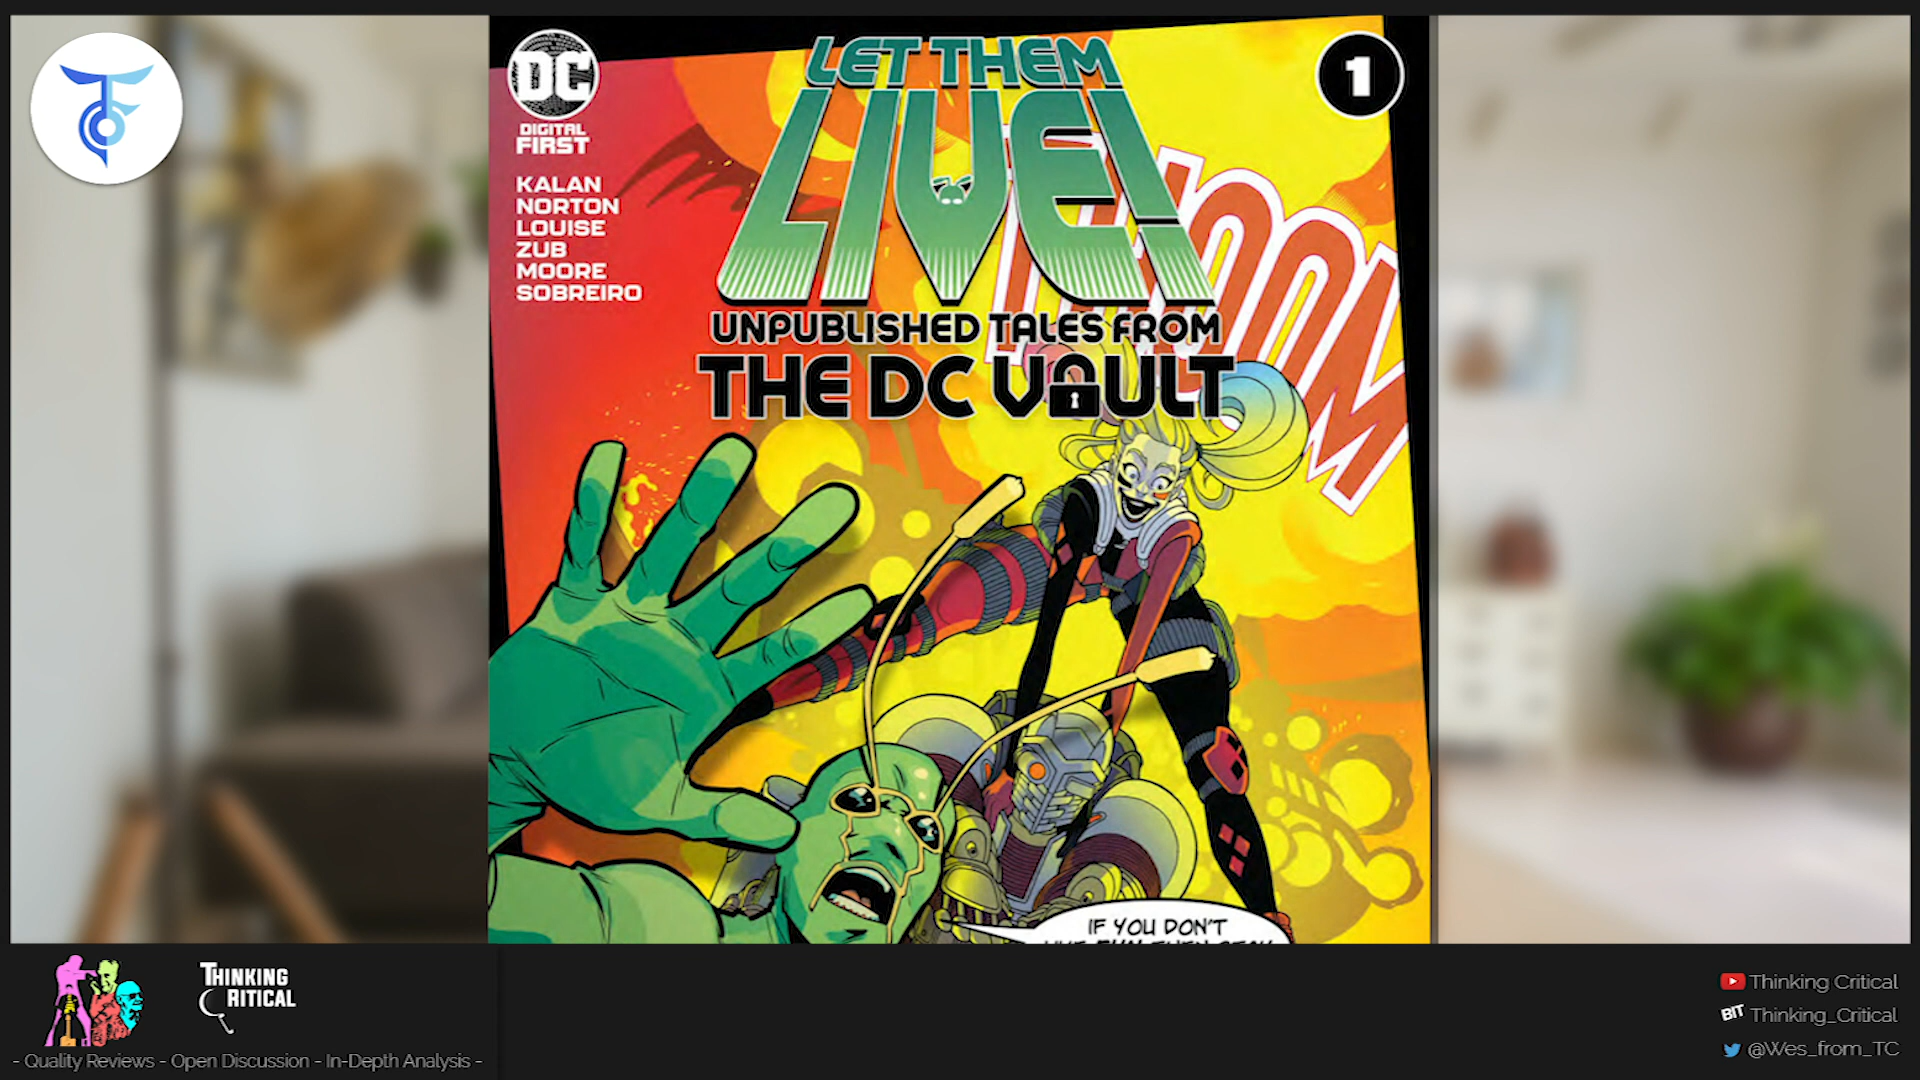 DC
DIGITAL
FIRST
KALAN
NORTON
LOUISE
ZUB
MOORE
SOBREIRO
LET THEM
LIVE!
1
UNPUBLISHED TALES FROM
THE DC VAULT
IF YOU DON'T
THINKING
CRITICAL
- Quality Reviews - Open Discussion - In-Depth Analysis -
Thinking Critical
BIT Thinking_Critical
@Wes_from_TC